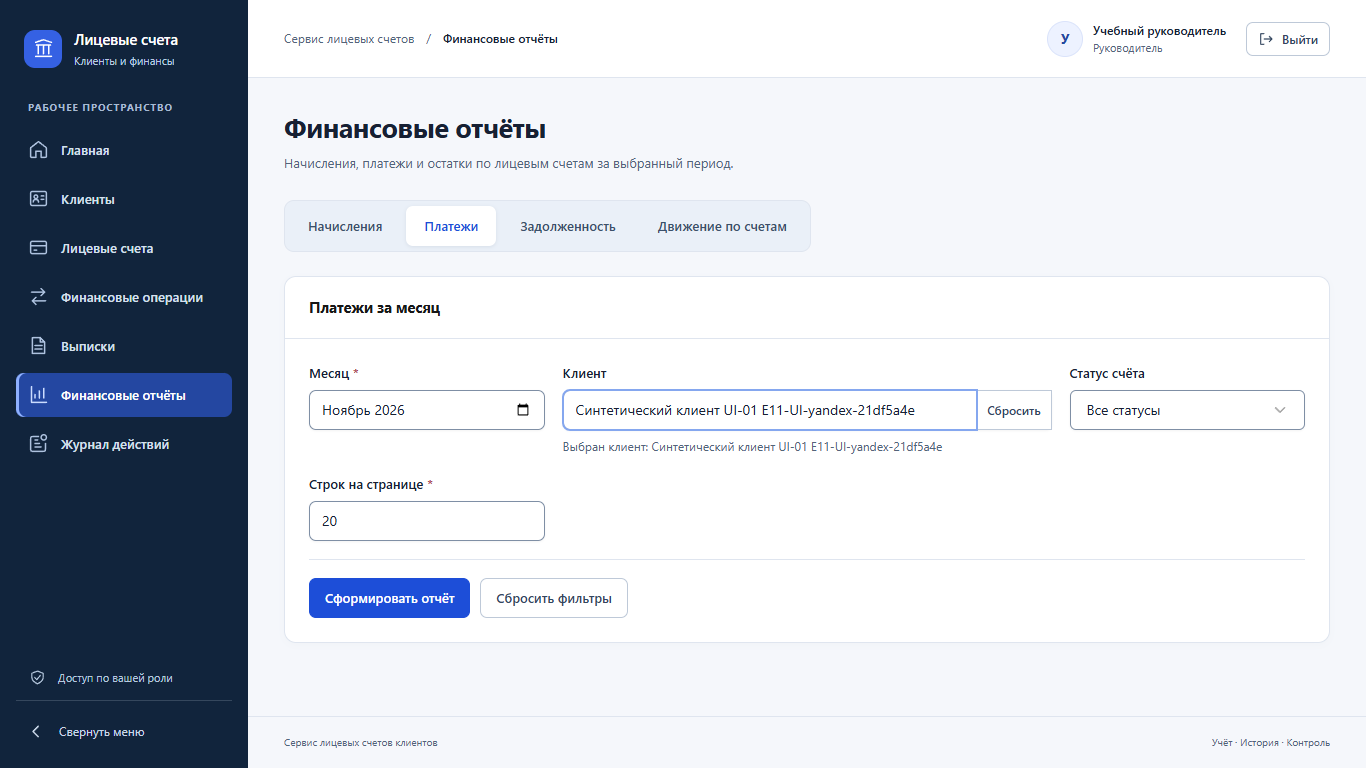 Лицевые счета
Клиенты и финансы
РАБОЧЕЕ ПРОСТРАНСТВО
Главная
Клиенты
Лицевые счета
Финансовые операции
Выписки
Финансовые отчёты
Журнал действий
Доступ по вашей роли
Свернуть меню
Сервис лицевых счетов / Финансовые отчёты
У
Учебный руководитель
Руководитель
Выйти
Финансовые отчёты
Начисления, платежи и остатки по лицевым счетам за выбранный период.
Начисления Платежи Задолженность Движение по счетам
Платежи за месяц
Месяц * Клиент Статус счёта
Ноябрь 2026 Синтетический клиент UI-01 E11-UI-yandex-21df5a4e Сбросить Все статусы
Выбран клиент: Синтетический клиент UI-01 E11-UI-yandex-21df5a4e
Строк на странице *
20
Сформировать отчёт Сбросить фильтры
Сервис лицевых счетов клиентов
Учёт · История · Контроль